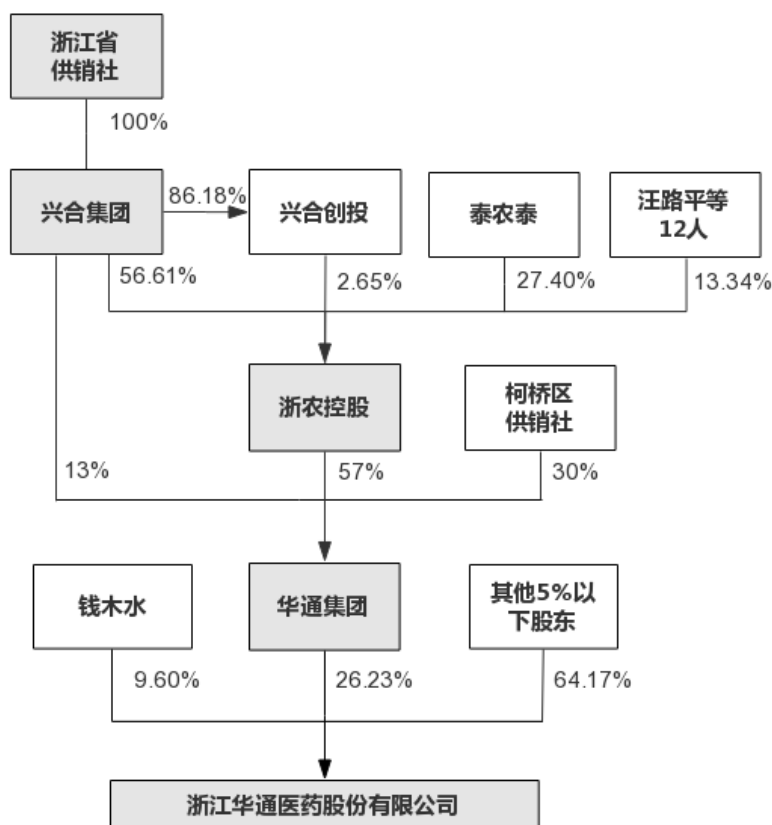 浙江省
供销社
100%
兴合集团
86.18%
兴合创投
泰农泰
汪路平等
12人
56.61%
2.65%
27.40%
13.34%
浙农控股
柯桥区
供销社
13%
57%
30%
钱木水
华通集团
其他5%以
下股东
9.60%
26.23%
64.17%
浙江华通医药股份有限公司